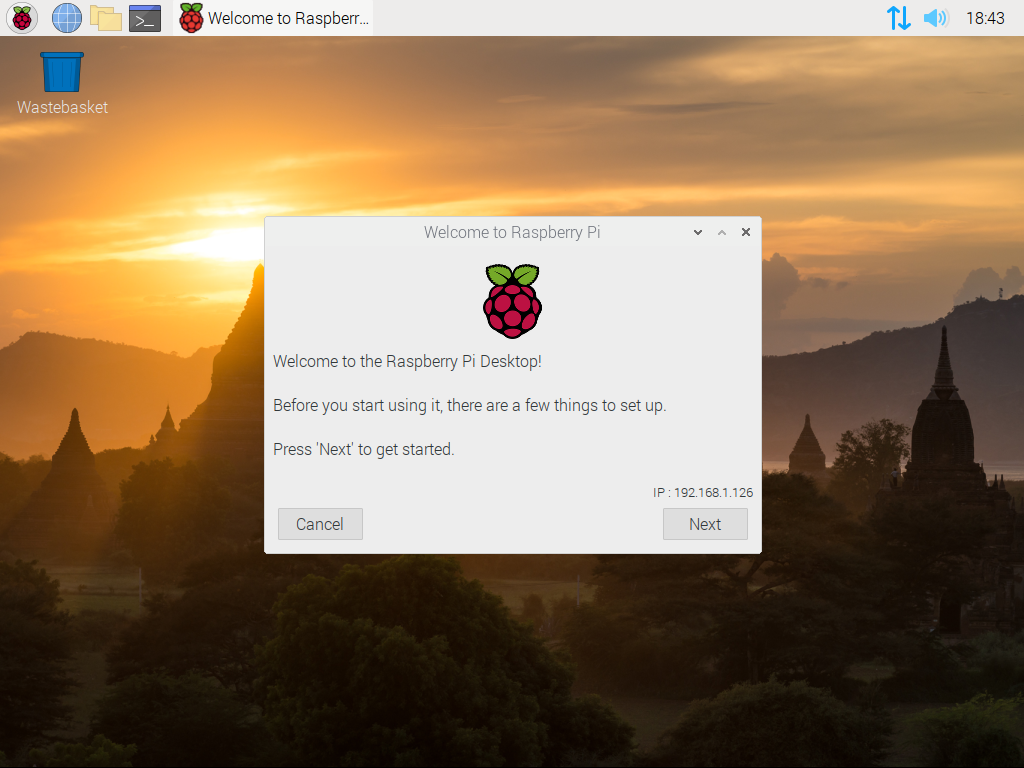 Welcome to Raspberr...
18:43
Wastebasket
Welcome to Raspberry Pi
Welcome to the Raspberry Pi Desktop!
Before you start using it, there are a few things to set up.
Press 'Next' to get started.
IP : 192.168.1.126
Cancel
Next